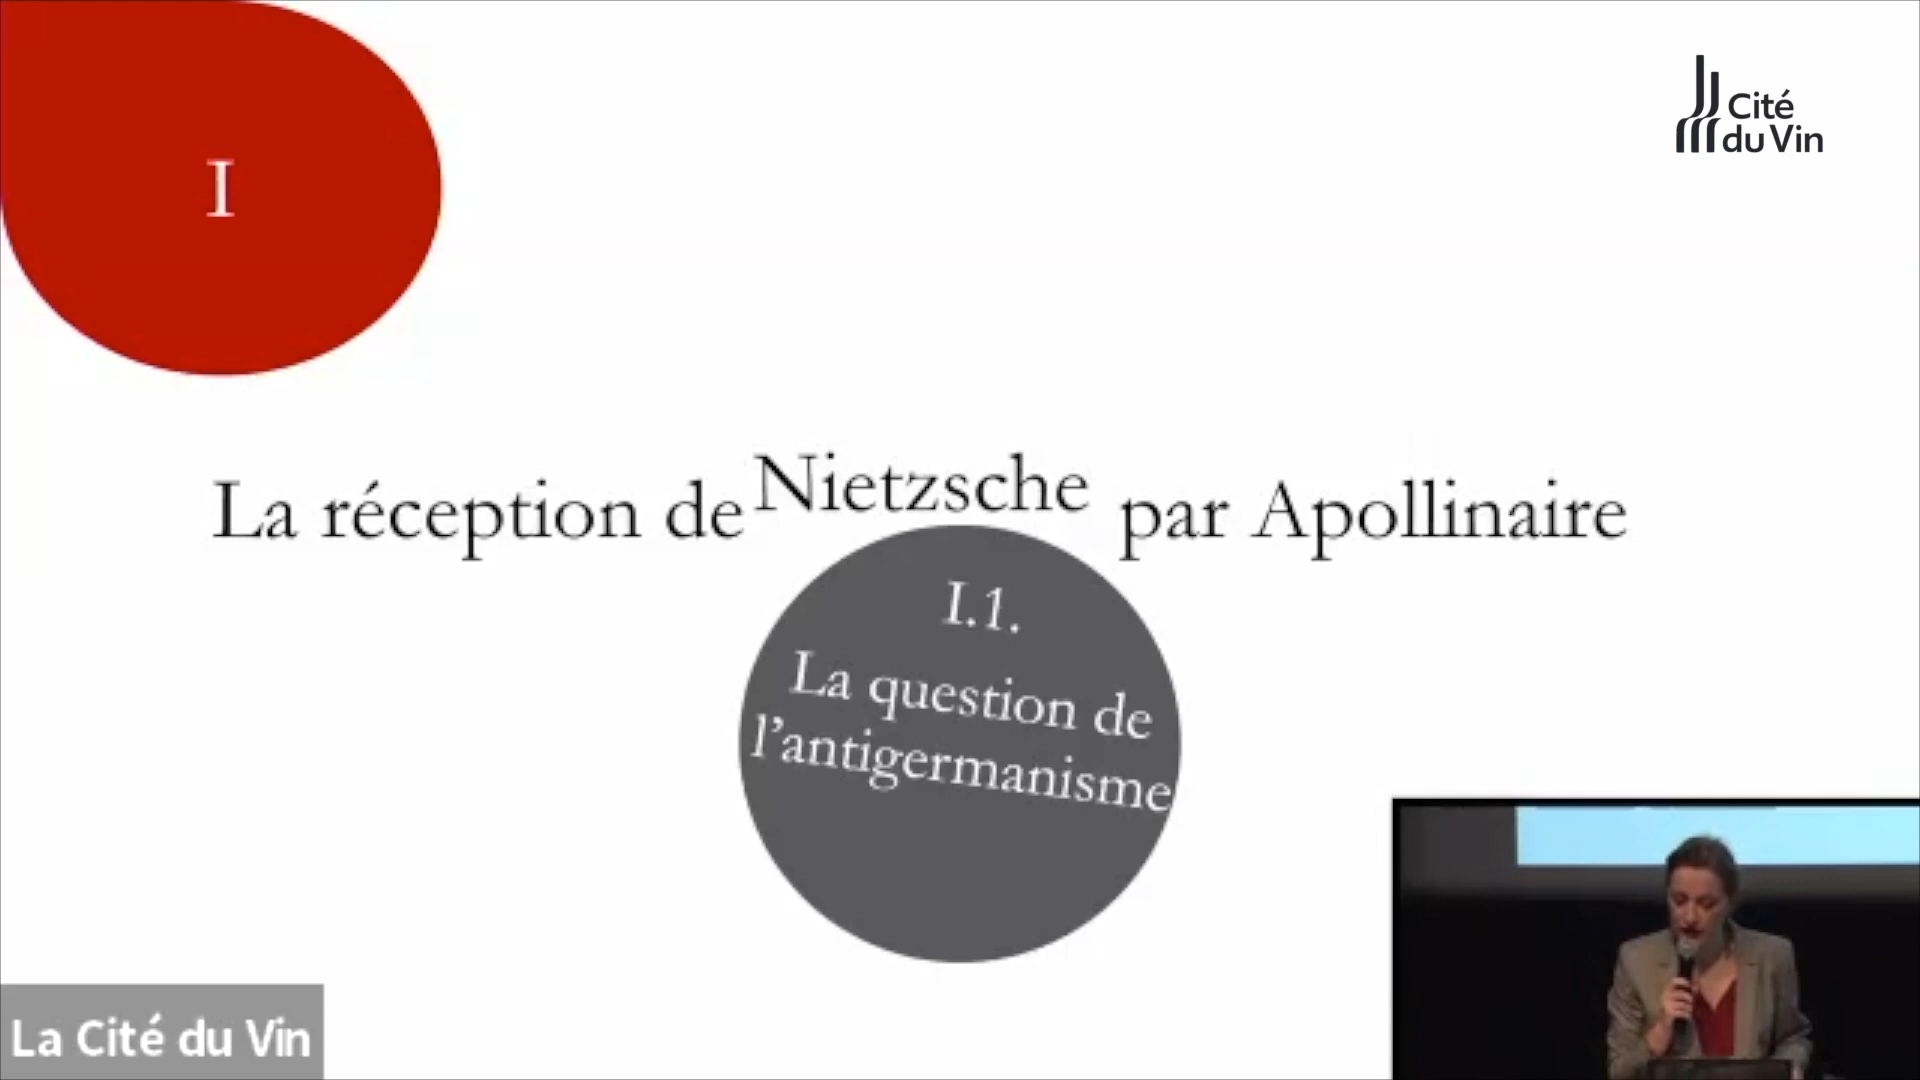 I
Cité
du Vin
La réception de Nietzsche par Apollinaire
I.1.
La question de
l'antigermanisme
La Cité du Vin